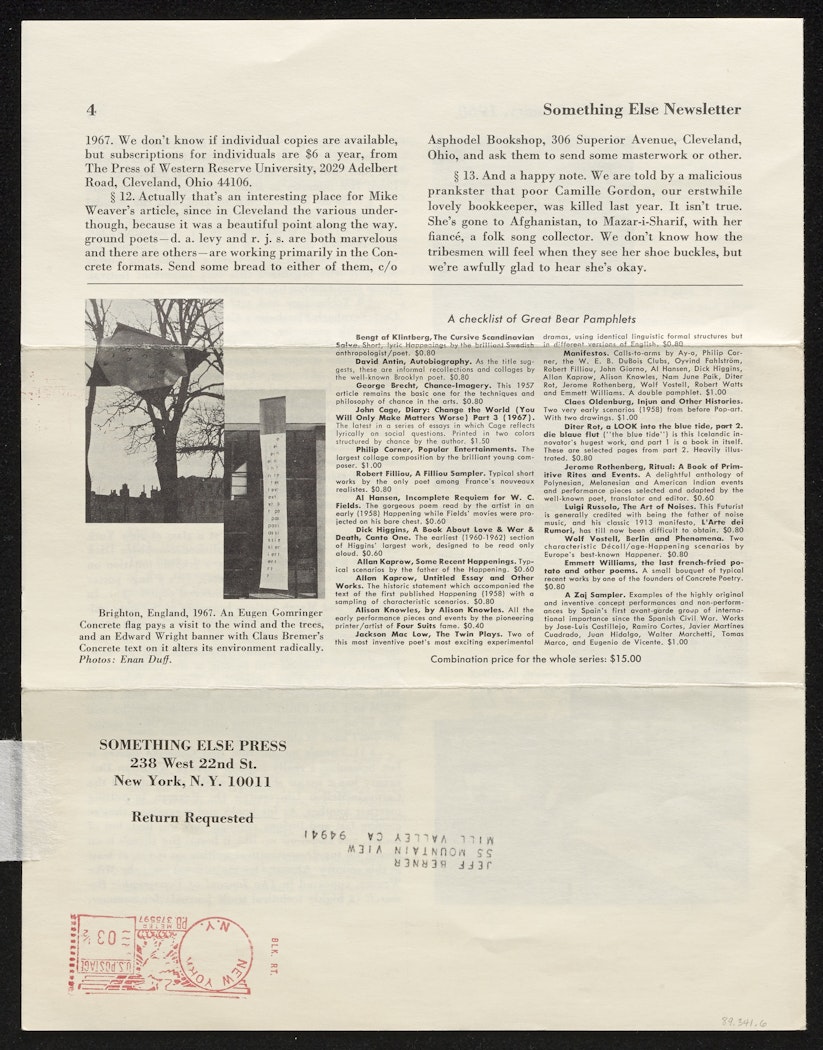 4
Something Else Newsletter
1967. We don't know if individual copies are available,
but subscriptions for individuals are $6 a year, from
The Press of Western Reserve University, 2029 Adelbert
Road, Cleveland, Ohio 44106.
§ 12. Actually that's an interesting place for Mike
Weaver's article, since in Cleveland the various under-
though, because it was a beautiful point along the way.
ground poets—d. a. levy and r. j. s. are both marvelous
and there are others—are working primarily in the Con-
crete formats. Send some bread to either of them, c/o
Asphodel Bookshop, 306 Superior Avenue, Cleveland,
Ohio, and ask them to send some masterwork or other.
§ 13. And a happy note. We are told by a malicious
prankster that poor Camille Gordon, our erstwhile
lovely bookkeeper, was killed last year. It isn't true.
She's gone to Afghanistan, to Mazar-i-Sharif, with her
fiancé, a folk song collector. We don't know how the
tribesmen will feel when they see her shoe buckles, but
we're awfully glad to hear she's okay.
Brighton, England, 1967. An Eugen Gomringer
Concrete flag pays a visit to the wind and the trees,
and an Edward Wright banner with Claus Bremer's
Concrete text on it alters its environment radically.
Photos: Enan Duff.
A checklist of Great Bear Pamphlets
Bengt af Klintberg, The Cursive Scandinavian
Salve. Short, lyric Happenings by the brilliant Swedish
anthropologist/poet. $0.80
David Antin, Autobiography. As the title sug-
gests, these are informal recollections and collages by
the well-known Brooklyn poet. $0.80
George Brecht, Chance-Imagery. This 1957
article remains the basic one for the techniques and
philosophy of chance in the arts. $0.80
John Cage, Diary: Change the World (You
Will Only Make Matters Worse) Part 3 (1967).
The latest in a series of essays in which Cage reflects
lyrically on social questions. Printed in two colors
structured by chance by the author. $1.50
Philip Corner, Popular Entertainments. The
largest collage composition by the brilliant young com-
poser. $1.00
Robert Filliou, A Filliou Sampler. Typical short
works by the only poet among France's nouveaux
realistes. $0.80
Al Hansen, Incomplete Requiem for W. C.
Fields. The gorgeous poem read by the artist in an
early (1958) Happening while Fields' movies were pro-
jected on his bare chest. $0.60
Dick Higgins, A Book About Love & War &
Death, Canto One. The earliest (1960-1962) section
of Higgins' largest work, designed to be read only
aloud. $0.60
Allan Kaprow, Some Recent Happenings. Typ-
ical scenarios by the father of the Happening. $0.60
Allan Kaprow, Untitled Essay and Other
Works. The historic statement which accompanied the
text of the first published Happening (1958) with a
sampling of characteristic scenarios. $0.80
Alison Knowles, by Alison Knowles. All the
early performance pieces and events by the pioneering
printer/artist of Four Suits fame. $0.40
Jackson Mac Low, The Twin Plays. Two of
this most inventive poet's most exciting experimental
dramas, using identical linguistic formal structures but
in different versions of English. $0.80
Manifestos. Calls-to-arms by Ay-o, Philip Cor-
ner, the W. E. B. DuBois Clubs, Oyvind Fahlström,
Robert Filliou, John Giorno, Al Hansen, Dick Higgins,
Allan Kaprow, Alison Knowles, Nam June Paik, Diter
Rot, Jerome Rothenberg, Wolf Vostell, Robert Watts
and Emmett Williams. A double pamphlet. $1.00
Claes Oldenburg, Injun and Other Histories.
Two very early scenarios (1958) from before Pop-art.
With two drawings. $1.00
Diter Rot, a LOOK into the blue tide, part 2.
die blaue flut ("the blue tide") is this Icelandic in-
novator's hugest work, and part 1 is a book in itself.
These are selected pages from part 2. Heavily illus-
trated. $0.80
Jerome Rothenberg, Ritual: A Book of Prim-
itive Rites and Events. A delightful anthology of
Polynesian, Melanesian and American Indian events
and performance pieces selected and adapted by the
well-known poet, translator and editor. $0.60
Luigi Russolo, The Art of Noises. This Futurist
is generally credited with being the father of noise
music, and his classic 1913 manifesto, L'Arte dei
Rumori, has till now been difficult to obtain. $0.80
Wolf Vostell, Berlin and Phenomena. Two
characteristic Décoll/age-Happening scenarios by
Europe's best-known Happener. $0.80
Emmett Williams, the last french-fried po-
tato and other poems. A small bouquet of typical
recent works by one of the founders of Concrete Poetry.
$0.80
A Zaj Sampler. Examples of the highly original
and inventive concept performances and non-perform-
ances by Spain's first avant-garde group of interna-
tional importance since the Spanish Civil War. Works
by Jose-Luis Castillejo, Ramiro Cortes, Javier Martines
Cuadrado, Juan Hidalgo, Walter Marchetti, Tomas
Marco, and Eugenio de Vicente. $1.00
Combination price for the whole series: $15.00
SOMETHING ELSE PRESS
238 West 22nd St.
New York, N. Y. 10011
Return Requested
JEFF BERNER
55 MOUNTAIN VIEW
MILL VALLEY CA 94941
NEW YORK
N.Y.
U.S. POSTAGE
03½
PB METER
375597
BLK. RT.
89.341.6